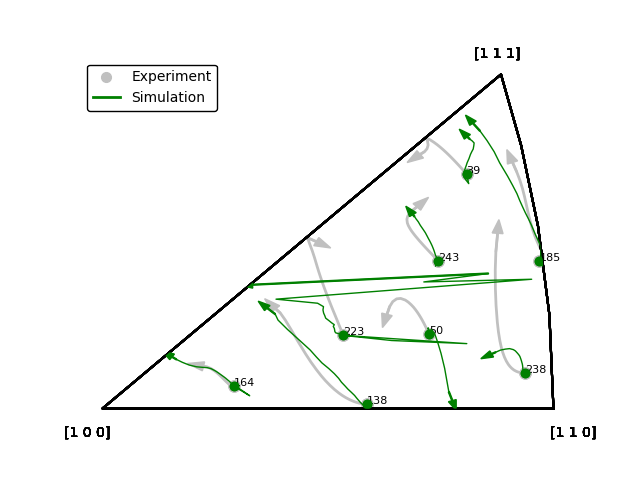 [1 1 1]
Experiment
Simulation
39
243
185
223
50
238
164
138
[1 0 0]
[1 1 0]